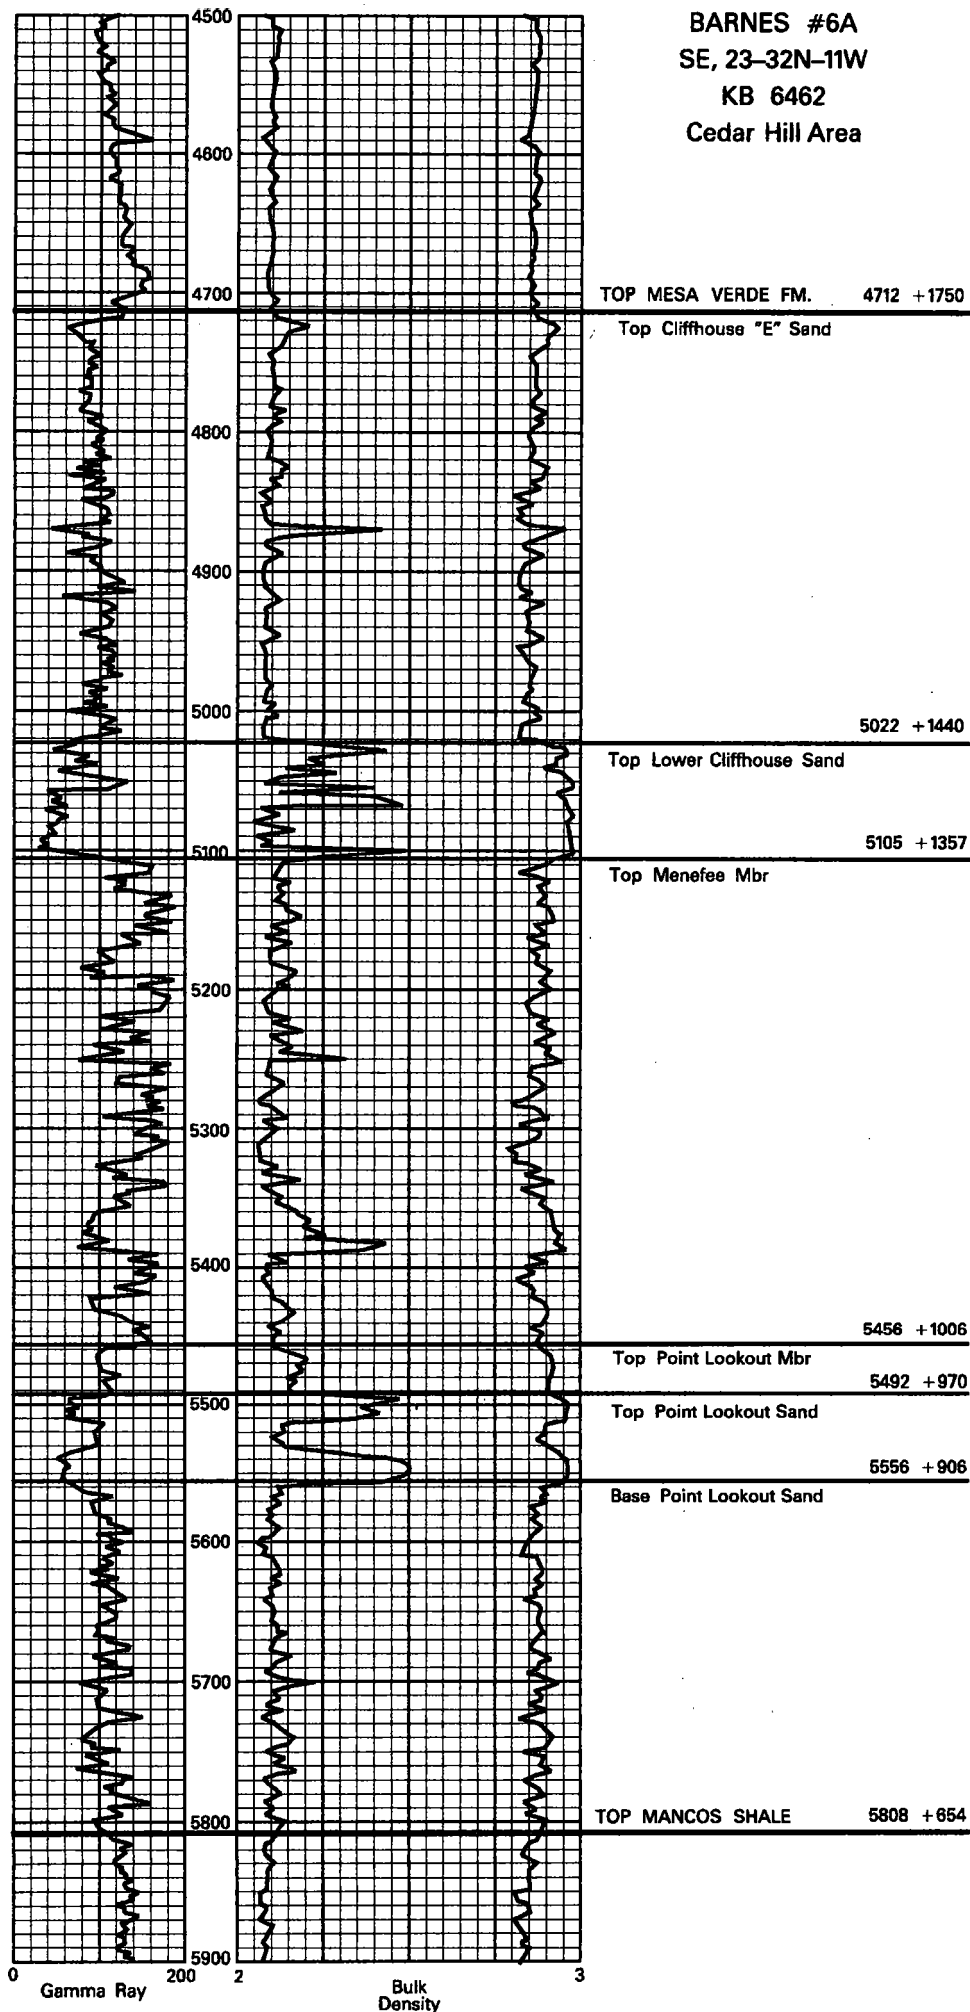 BARNES #6A
SE, 23–32N–11W
KB 6462
Cedar Hill Area
4500
4600
4700
TOP MESA VERDE FM. 4712 +1750
Top Cliffhouse "E" Sand
4800
4900
5000
5022 +1440
Top Lower Cliffhouse Sand
5100
5105 +1357
Top Menefee Mbr
5200
5300
5400
5456 +1006
Top Point Lookout Mbr
5492 +970
5500
Top Point Lookout Sand
5556 +906
Base Point Lookout Sand
5600
5700
5800
TOP MANCOS SHALE 5808 +654
5900
0 200 2 3
Gamma Ray
Bulk
Density